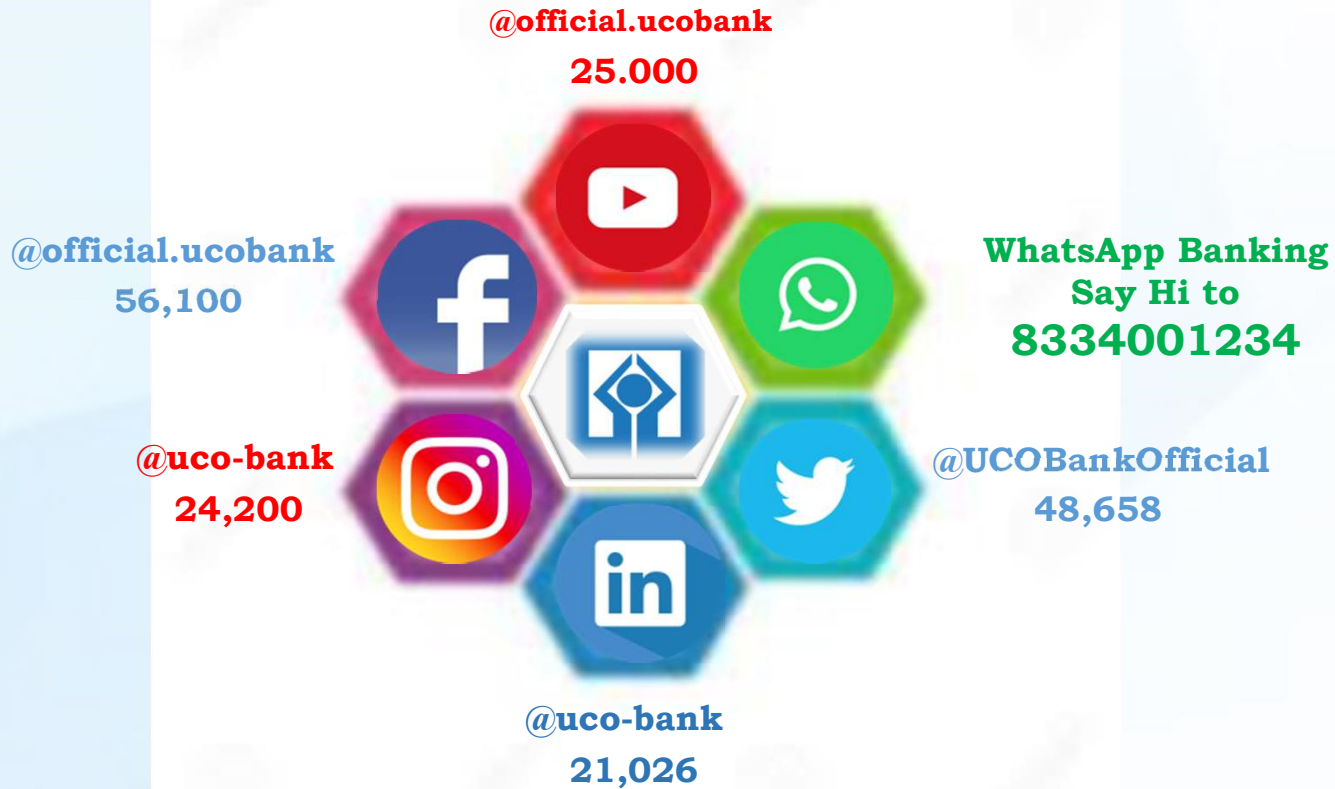 @official.ucobank
25.000
@official.ucobank
56,100
WhatsApp Banking
Say Hi to
8334001234
@uco-bank
24,200
@UCOBankOfficial
48,658
in
@uco-bank
21,026